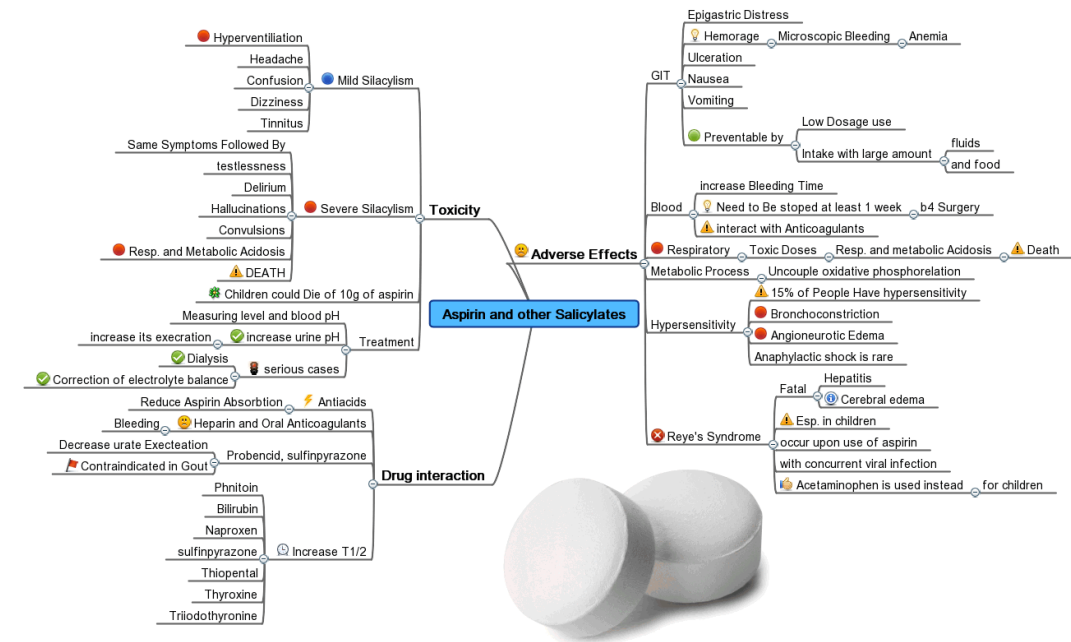 Aspirin and other Salicylates
Toxicity
Mild Silacylism
Hyperventiliation
Headache
Confusion
Dizziness
Tinnitus
Severe Silacylism
Same Symptoms Followed By
testlessness
Delirium
Hallucinations
Convulsions
Resp. and Metabolic Acidosis
DEATH
Children could Die of 10g of aspirin
Treatment
Measuring level and blood pH
increase urine pH
increase its execration
serious cases
Dialysis
Correction of electrolyte balance
Drug interaction
Antiacids
Reduce Aspirin Absorbtion
Heparin and Oral Anticoagulants
Bleeding
Probencid, sulfinpyrazone
Decrease urate Execteation
Contraindicated in Gout
Increase T1/2
Phnitoin
Bilirubin
Naproxen
sulfinpyrazone
Thiopental
Thyroxine
Triiodothyronine
Adverse Effects
GIT
Epigastric Distress
Hemorage
Microscopic Bleeding
Anemia
Ulceration
Nausea
Vomiting
Preventable by
Low Dosage use
Intake with large amount
fluids
and food
Blood
increase Bleeding Time
Need to Be stoped at least 1 week
b4 Surgery
interact with Anticoagulants
Respiratory
Toxic Doses
Resp. and metabolic Acidosis
Death
Metabolic Process
Uncouple oxidative phosphorelation
Hypersensitivity
15% of People Have hypersensitivity
Bronchoconstriction
Angioneurotic Edema
Anaphylactic shock is rare
Reye's Syndrome
Fatal
Hepatitis
Cerebral edema
Esp. in children
occur upon use of aspirin
with concurrent viral infection
Acetaminophen is used instead
for children